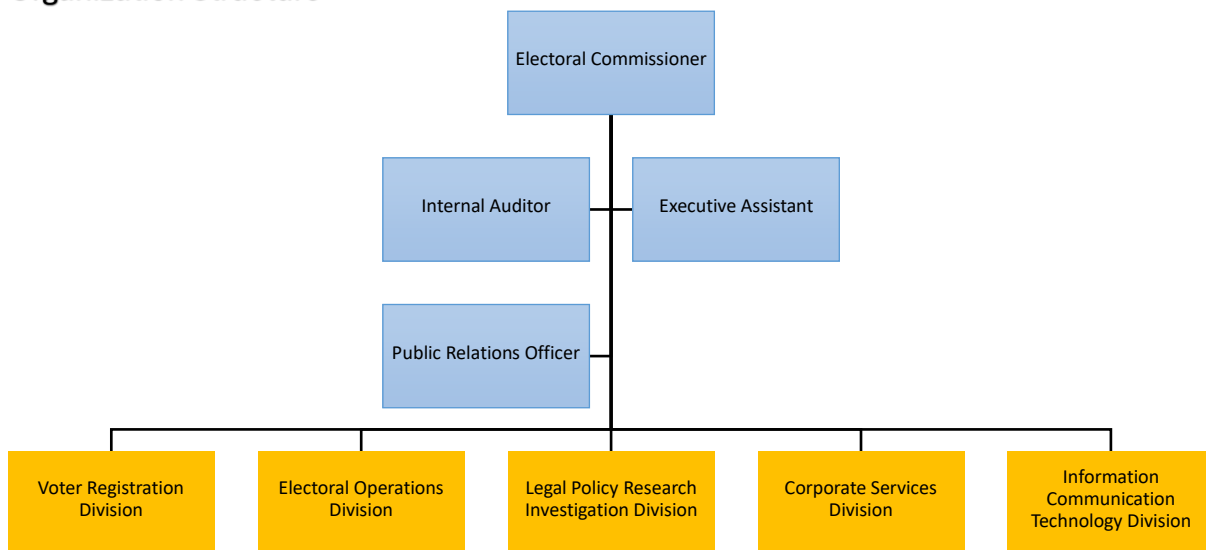 Electoral Commissioner
Internal Auditor
Executive Assistant
Public Relations Officer
Voter Registration
Division
Electoral Operations
Division
Legal Policy Research
Investigation Division
Corporate Services
Division
Information
Communication
Technology Division